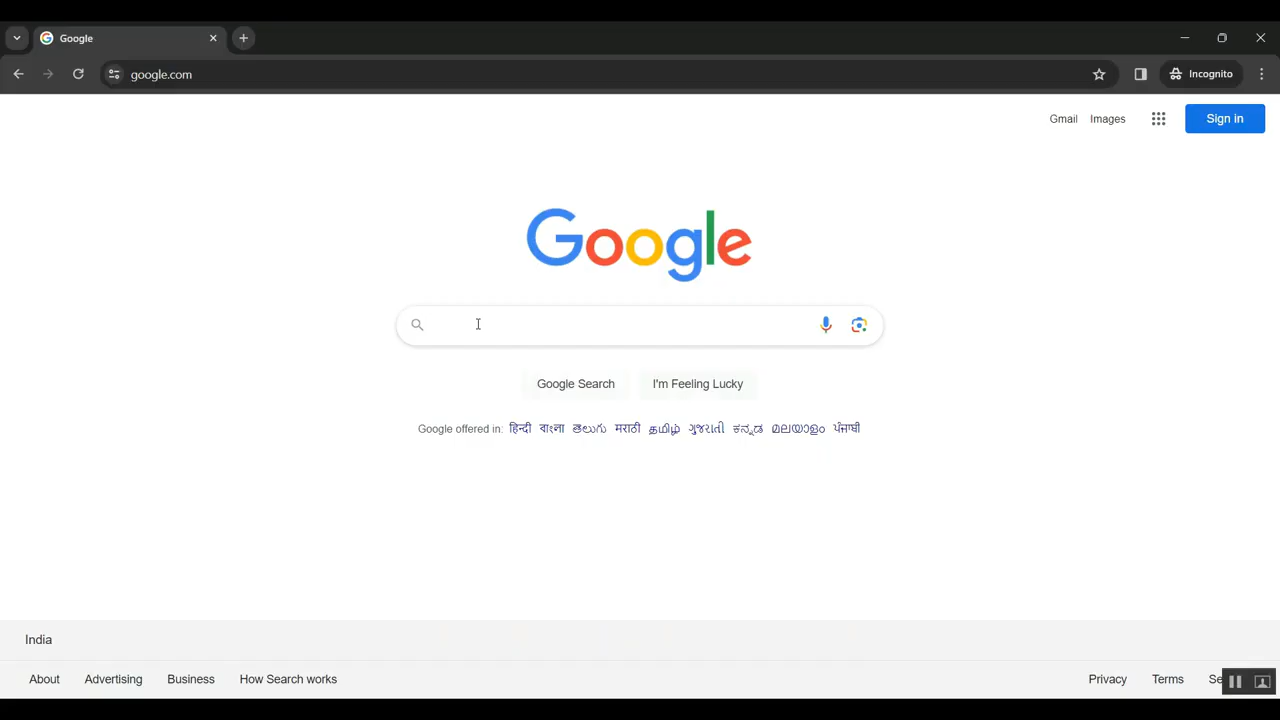 Google
google.com
Incognito
Gmail Images Sign in
Google
Google Search I'm Feeling Lucky
Google offered in: हिन्दी বাংলা తెలుగు मराठी தமிழ் ગુજરાતી ಕನ್ನಡ മലയാളം ਪੰਜਾਬੀ
India
About Advertising Business How Search works Privacy Terms Se